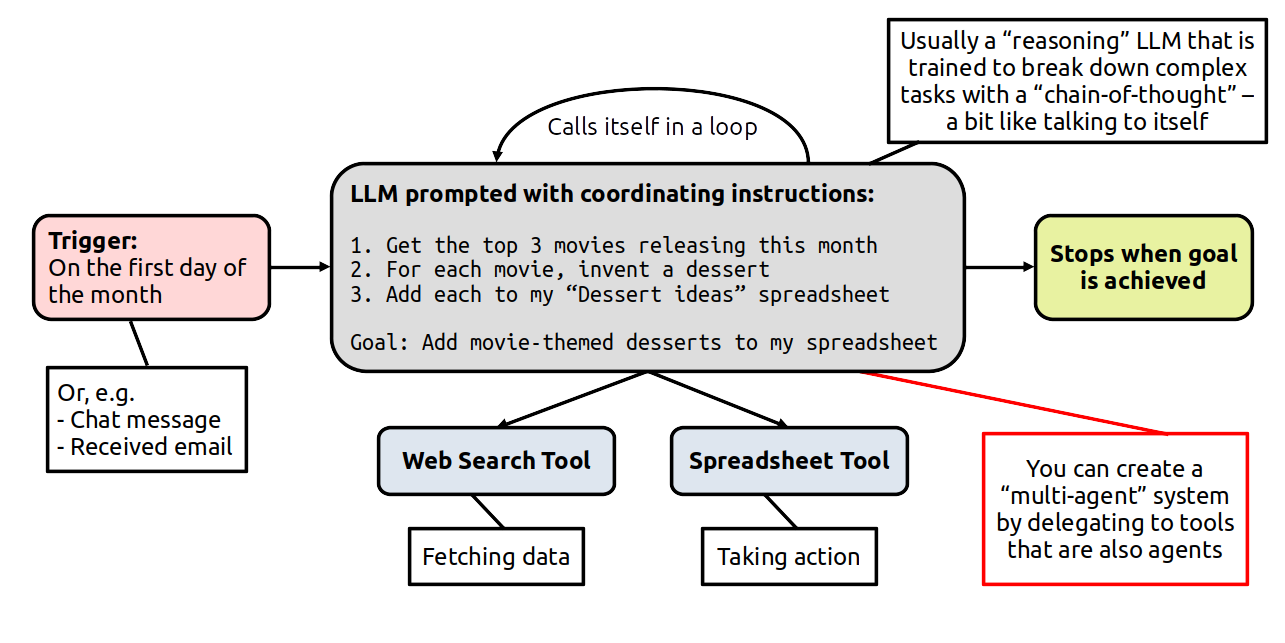 Usually a “reasoning” LLM that is
trained to break down complex
tasks with a “chain-of-thought” –
a bit like talking to itself
Calls itself in a loop
LLM prompted with coordinating instructions:
1. Get the top 3 movies releasing this month
2. For each movie, invent a dessert
3. Add each to my “Dessert ideas” spreadsheet
Goal: Add movie-themed desserts to my spreadsheet
Trigger:
On the first day of
the month
Stops when goal
is achieved
Or, e.g.
- Chat message
- Received email
Web Search Tool
Spreadsheet Tool
Fetching data
Taking action
You can create a
“multi-agent” system
by delegating to tools
that are also agents